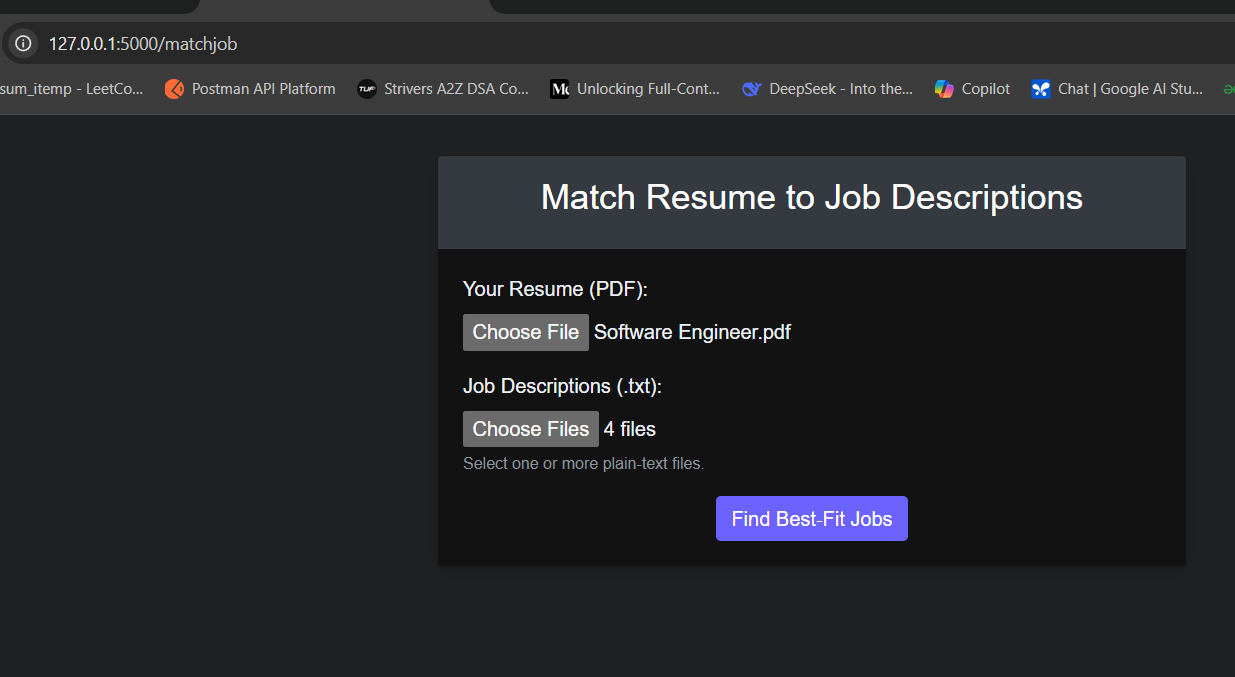 127.0.0.1:5000/matchjob
sum_itemp - LeetCo... Postman API Platform TUF Strivers A2Z DSA Co... Unlocking Full-Cont... DeepSeek - Into the... Copilot Chat | Google AI Stu...
Match Resume to Job Descriptions
Your Resume (PDF):
Choose File Software Engineer.pdf
Job Descriptions (.txt):
Choose Files 4 files
Select one or more plain-text files.
Find Best-Fit Jobs